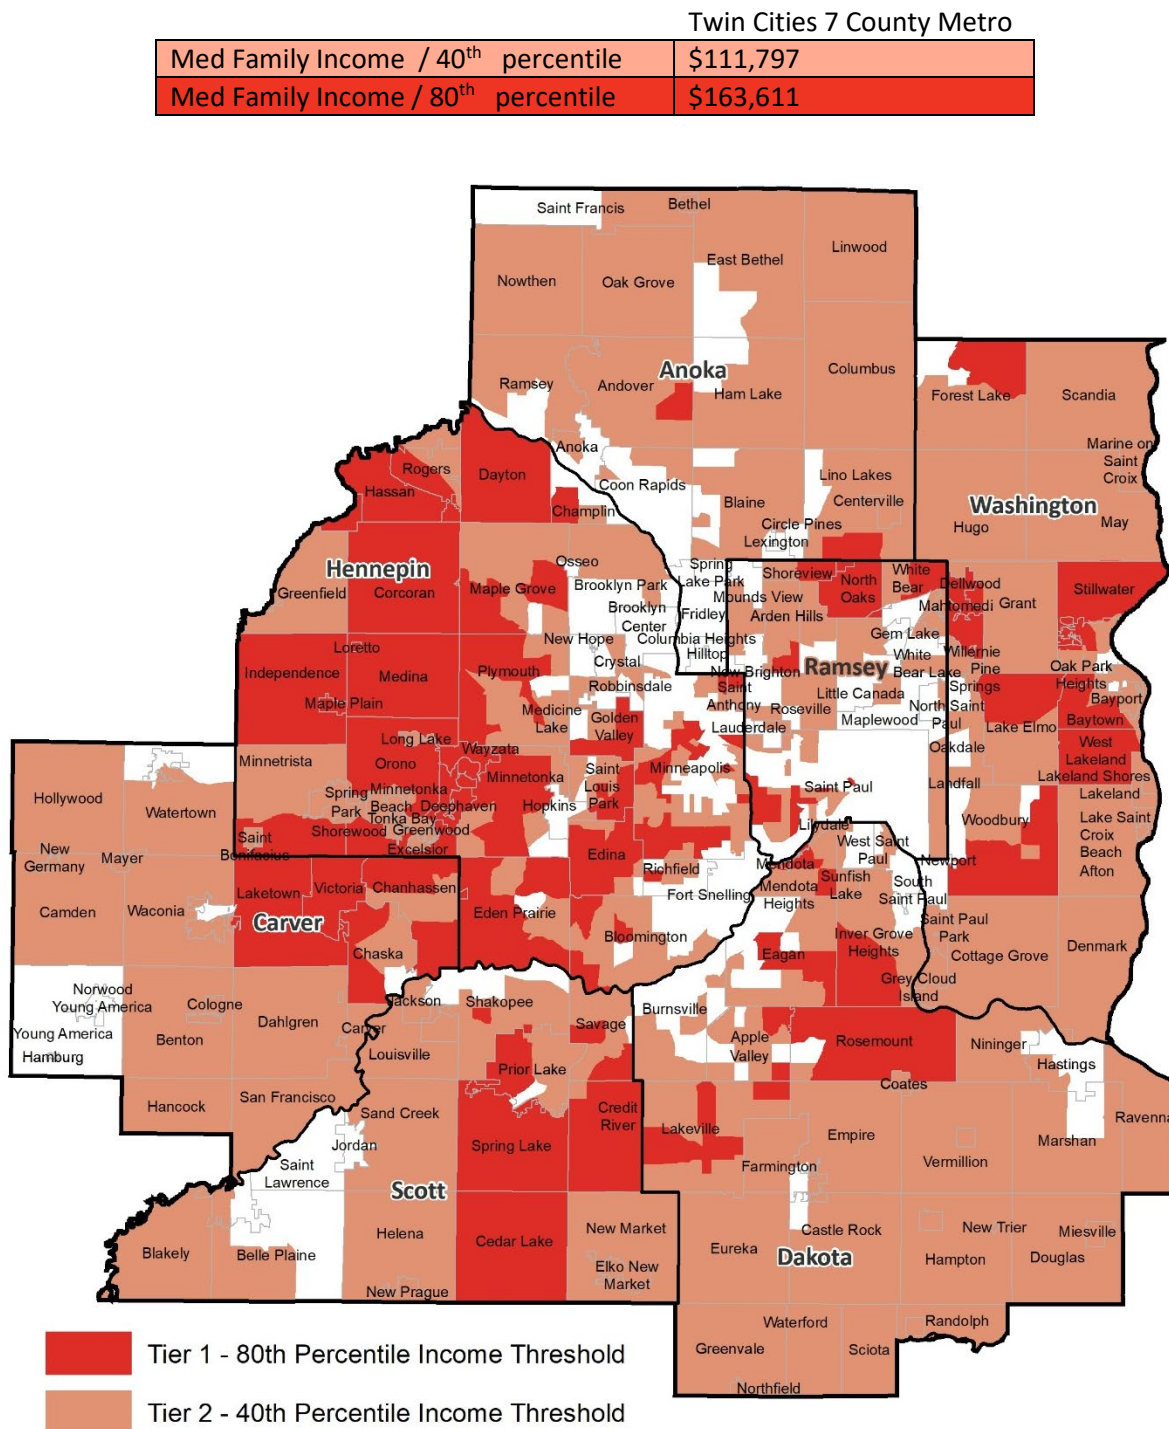 Twin Cities 7 County Metro
Med Family Income / 40th percentile $111,797
Med Family Income / 80th percentile $163,611
Saint Francis
Bethel
Linwood
East Bethel
Nowthen
Oak Grove
Anoka
Columbus
Ramsey
Andover
Ham Lake
Forest Lake
Scandia
Anoka
Marine on
Saint
Croix
Rogers
Dayton
Hassan
Coon Rapids
Lino Lakes
Blaine
Centerville
Champlin
Washington
Circle Pines
Lexington
Hugo
May
Hennepin
Osseo
Spring
Lake Park
Shoreview
White
Bear
North
Oaks
Dellwood
Stillwater
Greenfield
Corcoran
Maple Grove
Brooklyn Park
Mounds View
Mahtomedi
Grant
Brooklyn
Center
Fridley
Arden Hills
Gem Lake
New Hope
Columbia Heights
Hilltop
Loretto
Willernie
Independence
Medina
Plymouth
Crystal
New Brighton
Ramsey
White
Bear Lake
Pine
Springs
Oak Park
Heights
Robbinsdale
Saint
Anthony
Little Canada
Bayport
Maple Plain
Medicine
Lake
Golden
Valley
Roseville
Maplewood
North Saint
Paul
Lake Elmo
Baytown
Lauderdale
Long Lake
Wayzata
Oakdale
West
Lakeland
Minnetrista
Orono
Minnetonka
Saint
Louis
Park
Minneapolis
Landfall
Lakeland Shores
Hollywood
Watertown
Spring
Park
Minnetonka
Beach
Deephaven
Hopkins
Saint Paul
Lakeland
Tonka Bay
Woodbury
Lake Saint
Croix
Beach
Saint
Bonifacius
Shorewood
Greenwood
Lilydale
Excelsior
West Saint
Paul
New
Germany
Mayer
Edina
Richfield
Mendota
Newport
Afton
Laketown
Victoria
Chanhassen
Fort Snelling
Mendota
Heights
Sunfish
Lake
South
Saint Paul
Camden
Waconia
Carver
Eden Prairie
Saint Paul
Park
Bloomington
Inver Grove
Heights
Chaska
Eagan
Cottage Grove
Denmark
Norwood
Young America
Cologne
Jackson
Shakopee
Grey Cloud
Island
Burnsville
Young America
Dahlgren
Carver
Savage
Hamburg
Benton
Louisville
Apple
Valley
Rosemount
Nininger
Prior Lake
Hastings
Hancock
San Francisco
Coates
Sand Creek
Credit
River
Ravenna
Lakeville
Empire
Marshan
Jordan
Spring Lake
Saint
Lawrence
Farmington
Vermillion
Scott
Helena
New Market
Castle Rock
New Trier
Miesville
Blakely
Belle Plaine
Cedar Lake
Eureka
Dakota
Hampton
Douglas
Elko New
Market
New Prague
Waterford
Randolph
Greenvale
Sciota
Northfield
Tier 1 - 80th Percentile Income Threshold
Tier 2 - 40th Percentile Income Threshold